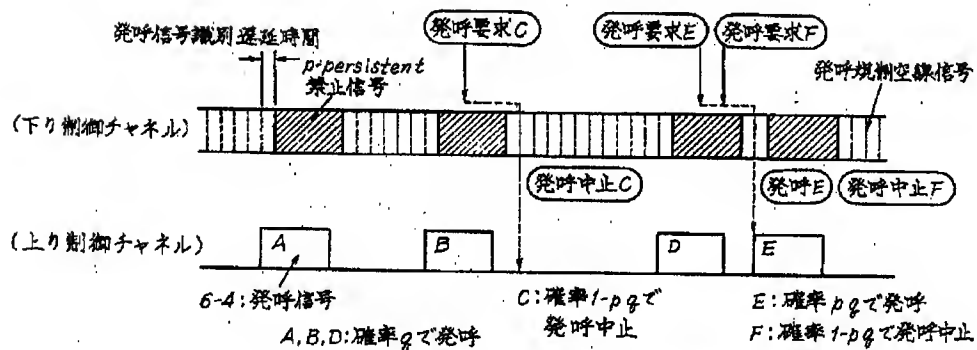 発呼要求C
発呼要求E
発呼要求F
発呼信号識別遅延時間
p-persistent
禁止信号
発呼規制空線信号
(下り制御チャネル)
発呼中止C
発呼E
発呼中止F
(上り制御チャネル)
A
B
D
E
6-4:発呼信号
A,B,D:確率gで発呼
C:確率1-pgで
発呼中止
E:確率pgで発呼
F:確率1-pgで発呼中止